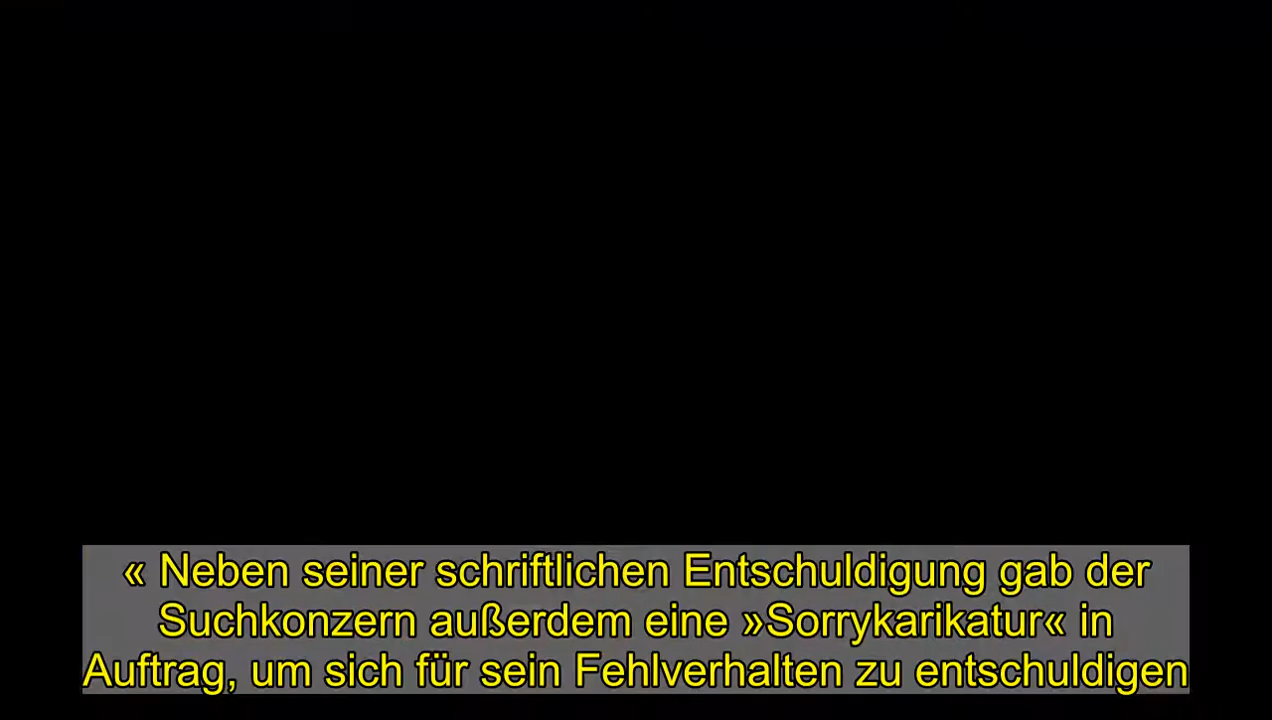 « Neben seiner schriftlichen Entschuldigung gab der
Suchkonzern außerdem eine »Sorrykarikatur« in
Auftrag, um sich für sein Fehlverhalten zu entschuldigen